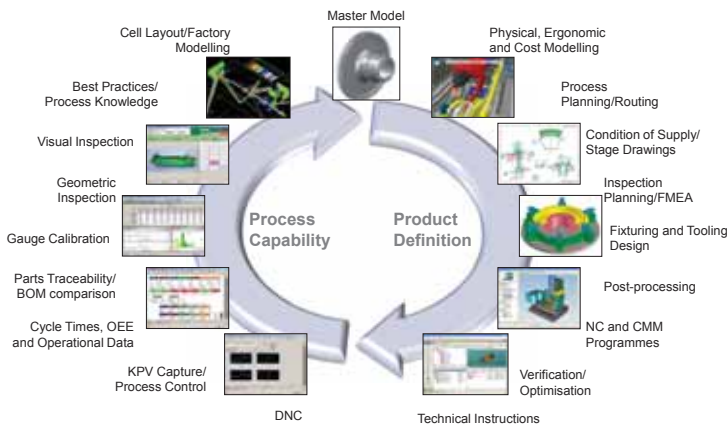 Master Model
Physical, Ergonomic
and Cost Modelling
Process
Planning/Routing
Condition of Supply/
Stage Drawings
Inspection
Planning/FMEA
Fixturing and Tooling
Design
Post-processing
NC and CMM
Programmes
Verification/
Optimisation
Technical Instructions
DNC
KPV Capture/
Process Control
Cycle Times, OEE
and Operational Data
Parts Traceability/
BOM comparison
Gauge Calibration
Geometric
Inspection
Visual Inspection
Best Practices/
Process Knowledge
Cell Layout/Factory
Modelling
Process
Capability
Product
Definition